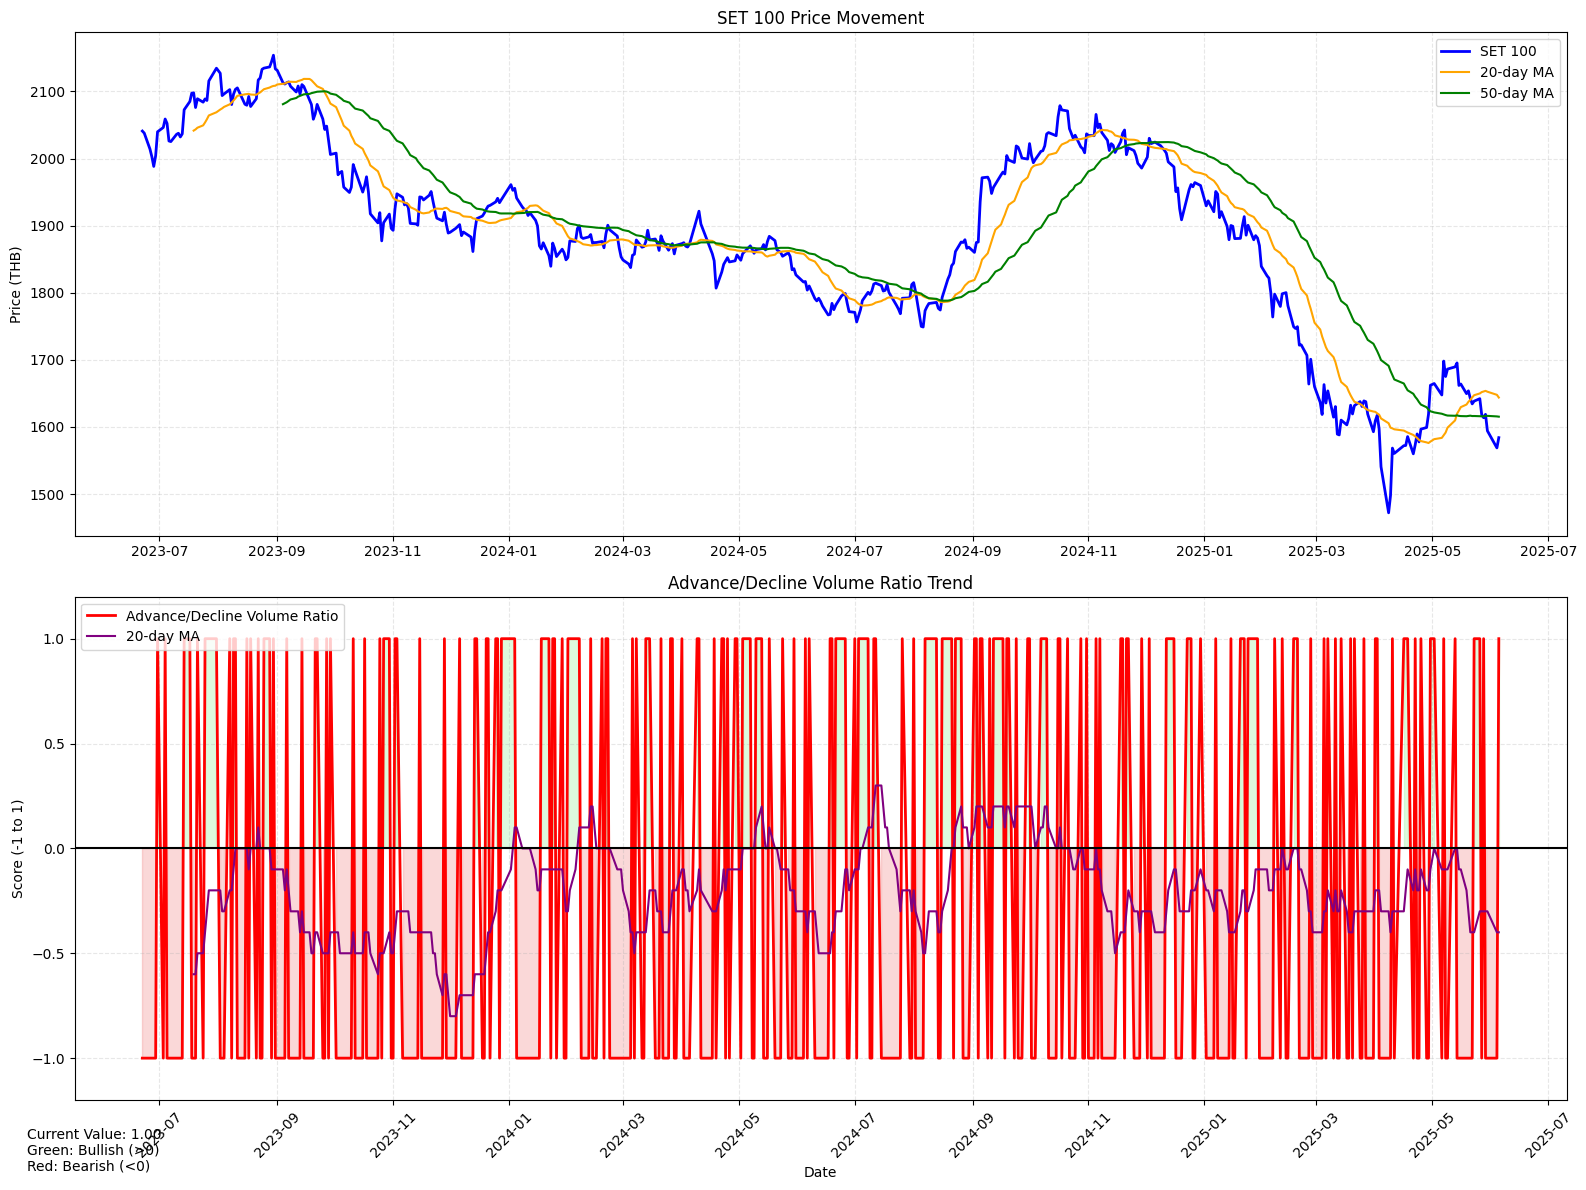 SET 100 Price Movement
SET 100
20-day MA
50-day MA
Price (THB)
2100
2000
1900
1800
1700
1600
1500
2023-07
2023-09
2023-11
2024-01
2024-03
2024-05
2024-07
2024-09
2024-11
2025-01
2025-03
2025-05
2025-07
Advance/Decline Volume Ratio Trend
Advance/Decline Volume Ratio
20-day MA
Score (-1 to 1)
1.0
0.5
0.0
−0.5
−1.0
2023-07
2023-09
2023-11
2024-01
2024-03
2024-05
2024-07
2024-09
2024-11
2025-01
2025-03
2025-05
2025-07
Date
Current Value: 1.00
Green: Bullish (>0)
Red: Bearish (<0)